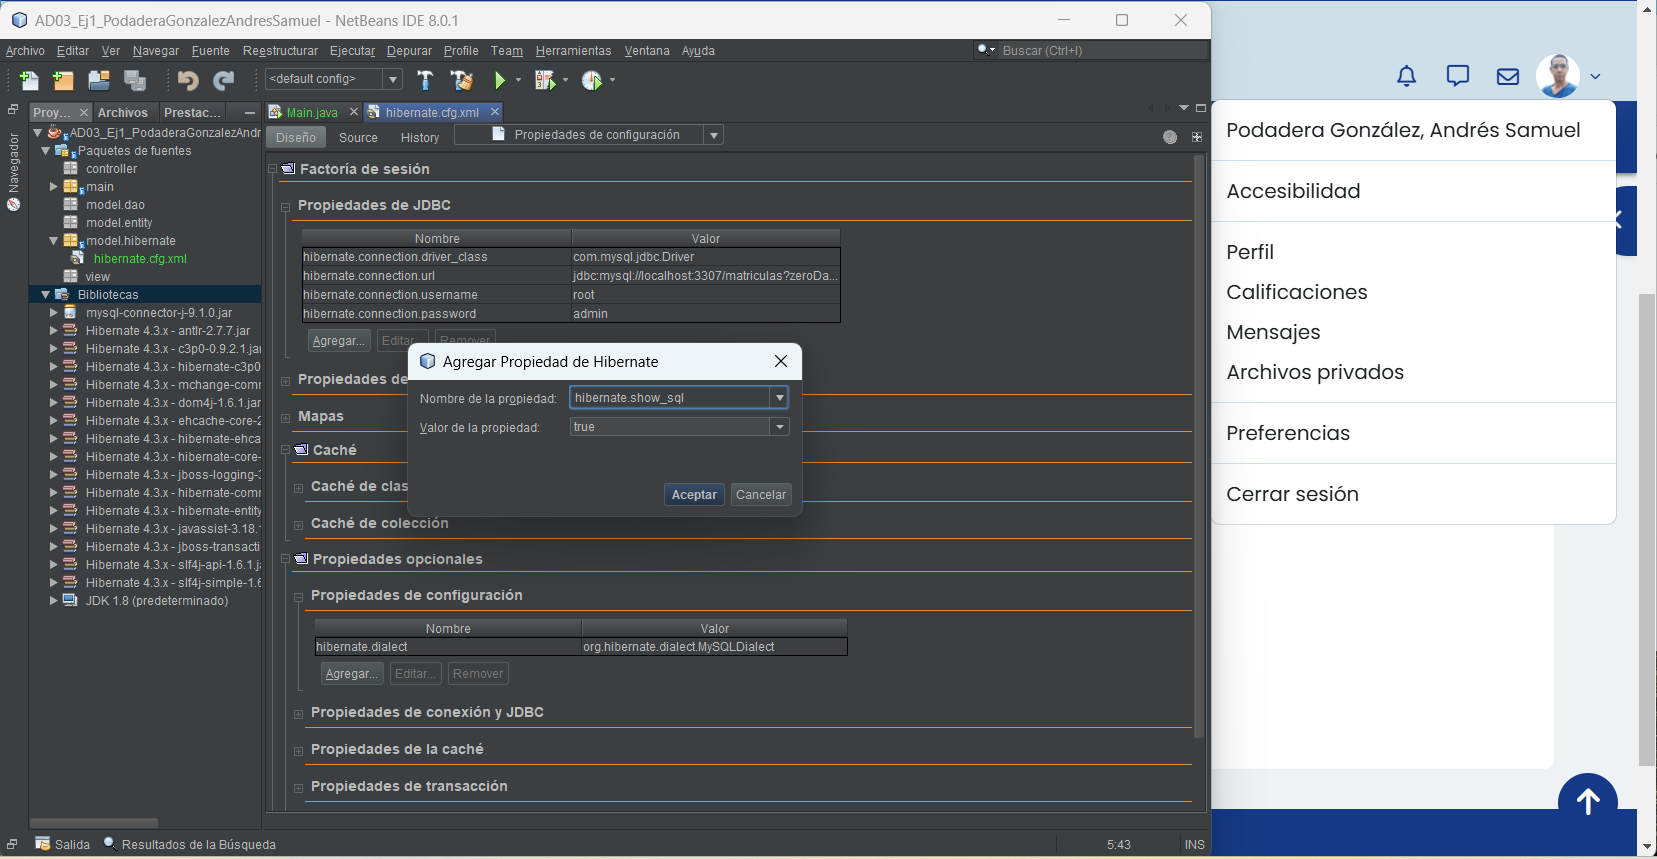 AD03_Ej1_PodaderaGonzalezAndresSamuel - NetBeans IDE 8.0.1
Archivo Editar Ver Navegar Fuente Reestructurar Ejecutar Depurar Profile Team Herramientas Ventana Ayuda
Buscar (Ctrl+I)
<default config>
Navegador
Proy... Archivos Prestac...
AD03_Ej1_PodaderaGonzalezAndr
Paquetes de fuentes
controller
main
model.dao
model.entity
model.hibernate
hibernate.cfg.xml
view
Bibliotecas
mysql-connector-j-9.1.0.jar
Hibernate 4.3.x - antlr-2.7.7.jar
Hibernate 4.3.x - c3p0-0.9.2.1.jar
Hibernate 4.3.x - hibernate-c3p0
Hibernate 4.3.x - mchange-comm
Hibernate 4.3.x - dom4j-1.6.1.jar
Hibernate 4.3.x - ehcache-core-2
Hibernate 4.3.x - hibernate-ehca
Hibernate 4.3.x - hibernate-core-
Hibernate 4.3.x - jboss-logging-3
Hibernate 4.3.x - hibernate-comm
Hibernate 4.3.x - hibernate-entity
Hibernate 4.3.x - javassist-3.18.
Hibernate 4.3.x - jboss-transacti
Hibernate 4.3.x - slf4j-api-1.6.1.j
Hibernate 4.3.x - slf4j-simple-1.6
JDK 1.8 (predeterminado)
Main.java hibernate.cfg.xml
Diseño Source History Propiedades de configuración
Factoría de sesión
Propiedades de JDBC
Nombre Valor
hibernate.connection.driver_class com.mysql.jdbc.Driver
hibernate.connection.url jdbc:mysql://localhost:3307/matriculas?zeroDa...
hibernate.connection.username root
hibernate.connection.password admin
Agregar... Editar... Remover
Propiedades de
Mapas
Caché
Caché de clas
Caché de colección
Propiedades opcionales
Propiedades de configuración
Nombre Valor
hibernate.dialect org.hibernate.dialect.MySQLDialect
Agregar... Editar... Remover
Propiedades de conexión y JDBC
Propiedades de la caché
Propiedades de transacción
Agregar Propiedad de Hibernate
Nombre de la propiedad: hibernate.show_sql
Valor de la propiedad: true
Aceptar Cancelar
Salida Resultados de la Búsqueda
5:43 INS
Podadera González, Andrés Samuel
Accesibilidad
Perfil
Calificaciones
Mensajes
Archivos privados
Preferencias
Cerrar sesión